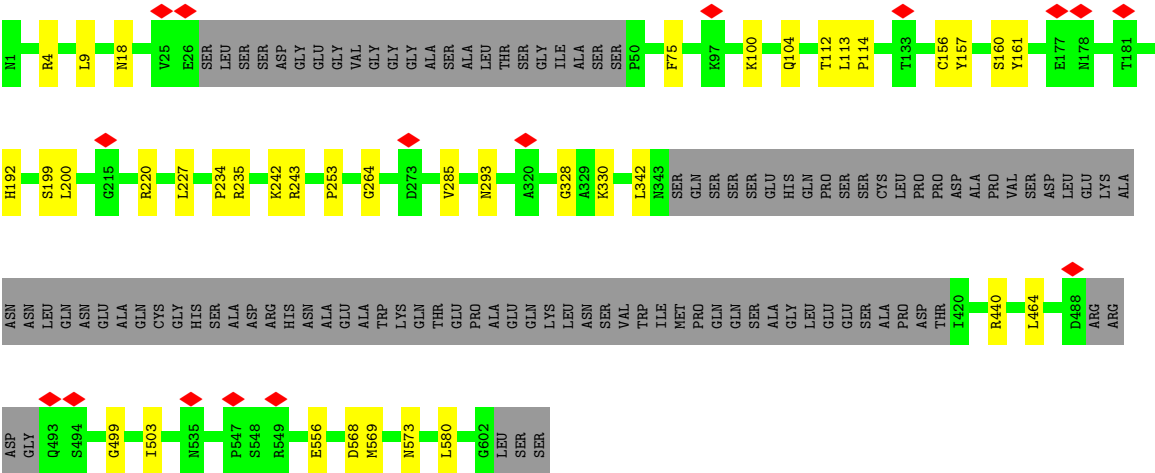 N1 R4 L9 N18 V25 E26 SER LEU SER SER ASP GLY GLU GLY VAL GLY GLY GLY ALA SER ALA LEU THR SER GLY ILE ALA SER SER P50 F75 K97 K100 Q104 T112 L113 P114 T133 C156 Y157 S160 Y161 E177 N178 T181
H192 S199 L200 G215 R220 L227 P234 R235 K242 R243 P253 G264 D273 V285 N293 A320 G328 A329 K330 L342 N343 SER GLN SER SER SER GLU HIS GLN PRO SER SER CYS LEU PRO PRO ASP ALA PRO VAL SER ASP LEU GLU LYS ALA
ASN ASN LEU GLN ASN GLU ALA GLN CYS GLY HIS SER ALA ASP ARG HIS ASN ALA GLU ALA TRP LYS GLN THR GLU PRO ALA GLU GLN LYS LEU ASN SER VAL TRP ILE MET PRO GLN GLN SER ALA GLY LEU GLU GLU SER ALA PRO ASP THR I420 R440 L464 D488 ARG ARG
ASP GLY Q493 S494 G499 I503 N535 P547 S548 R549 E556 D568 M569 N573 L580 G602 LEU SER SER